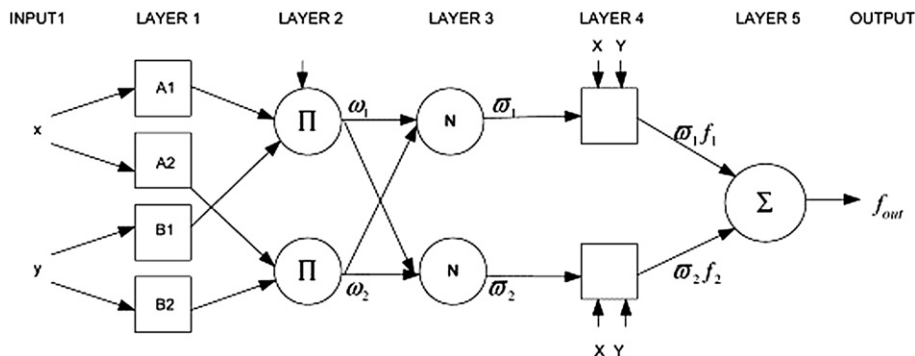 INPUT1 LAYER 1 LAYER 2 LAYER 3 LAYER 4 LAYER 5 OUTPUT
X Y
A1
Π ω₁ N ϖ₁
x
A2
ϖ₁f₁
B1
Σ f_out
y
Π ω₂ N ϖ₂
ϖ₂f₂
B2
X Y